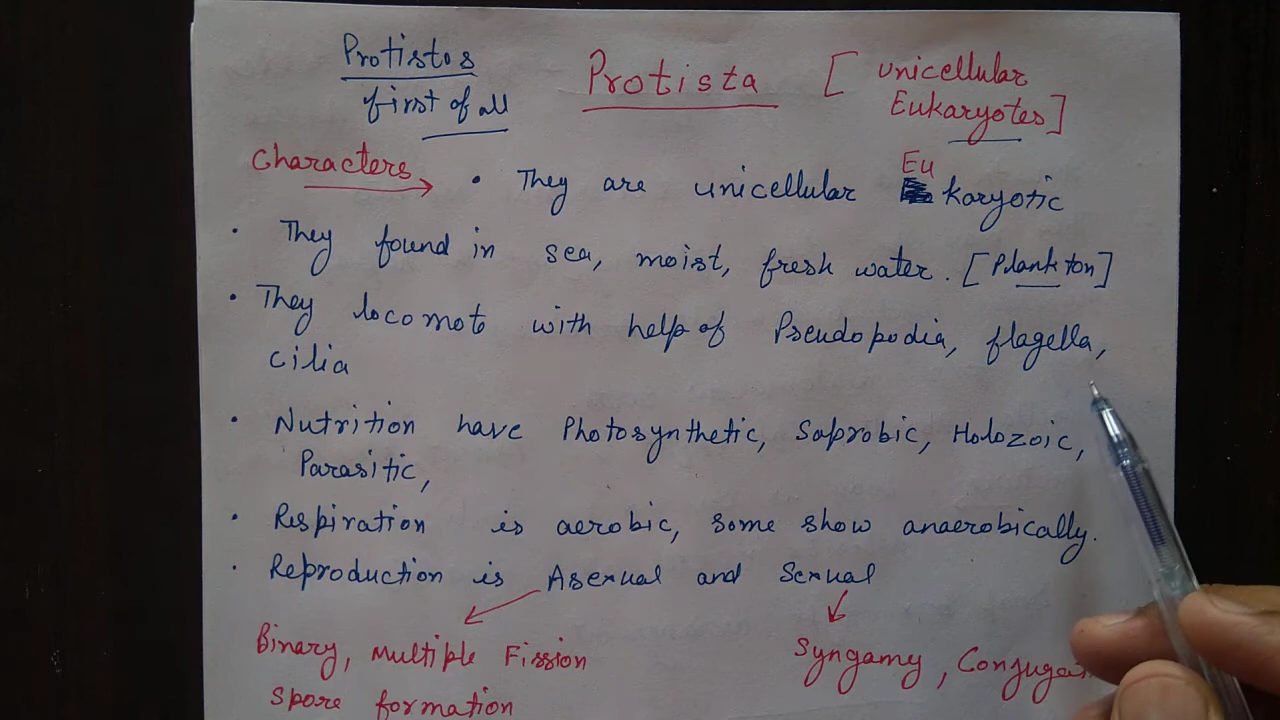 Protistos
first of all
Protista [ unicellular
Eukaryotes ]
Characters → • They are unicellular Eukaryotic
• They found in sea, moist, fresh water. [Plankton]
• They locomoto with help of Pseudopodia, flagella,
cilia
• Nutrition have Photosynthetic, Saprobic, Holozoic,
Parasitic,
• Respiration is aerobic, some show anaerobically.
• Reproduction is Asexual and Sexual
Binary, Multiple Fission
Spore formation
Syngamy,